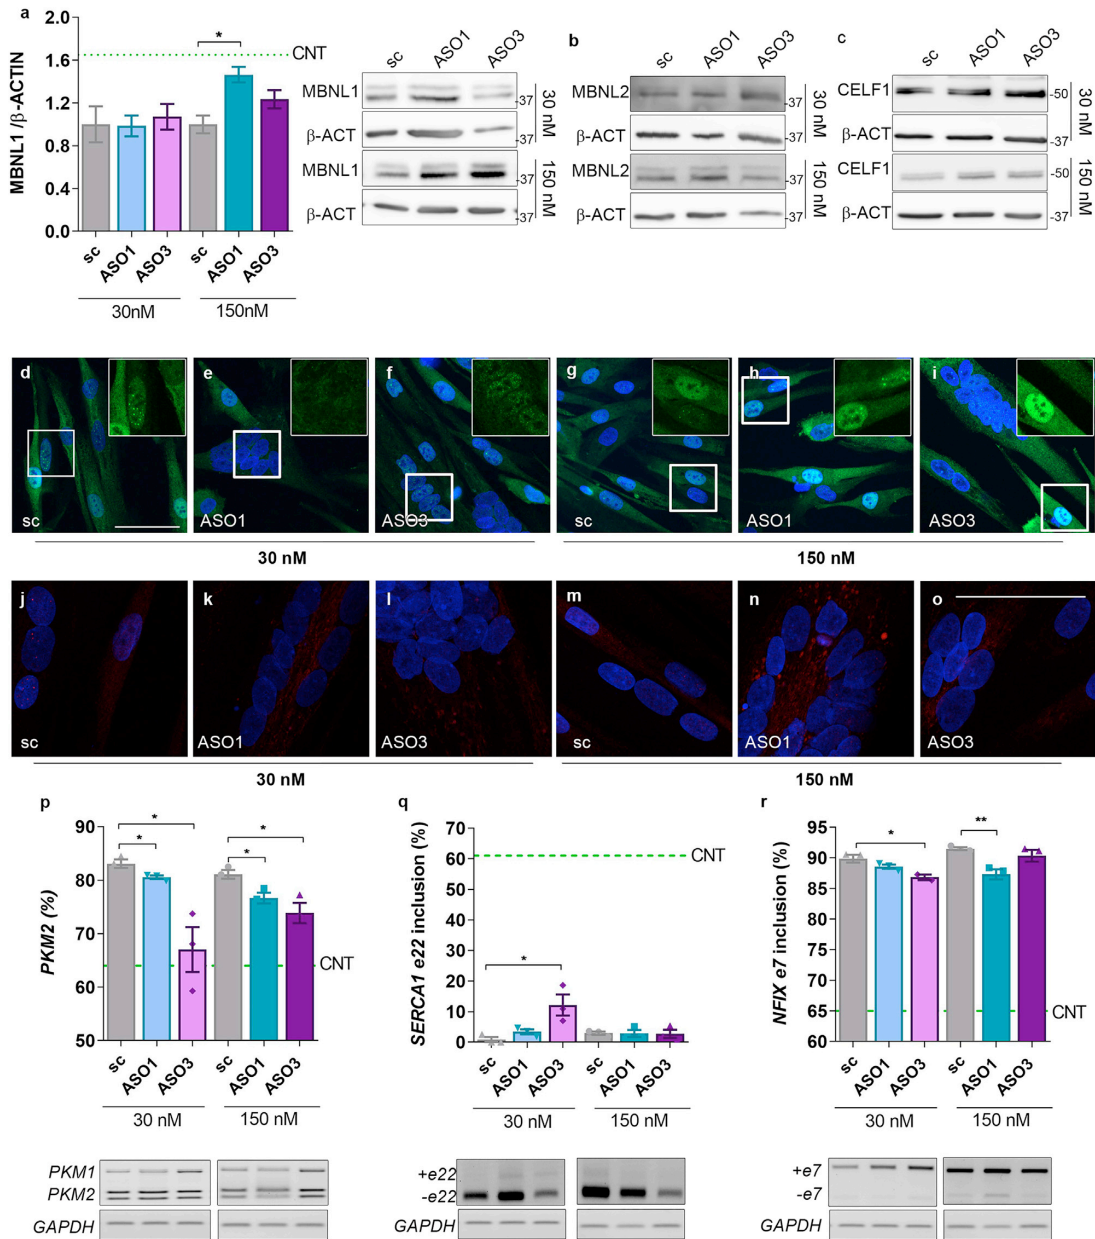 a
MBNL1 /β-ACTIN
2.0
1.6
1.2
0.8
0.4
0.0
CNT
*
sc
ASO1
ASO3
sc
ASO1
ASO3
30nM
150nM
sc
ASO1
ASO3
MBNL1
-37
β-ACT
-37
30 nM
MBNL1
-37
β-ACT
-37
150 nM
b
sc
ASO1
ASO3
MBNL2
-37
β-ACT
-37
30 nM
MBNL2
-37
β-ACT
-37
150 nM
c
sc
ASO1
ASO3
CELF1
-50
β-ACT
-37
30 nM
CELF1
-50
β-ACT
-37
150 nM
d
sc
e
ASO1
f
ASO3
g
sc
h
ASO1
i
ASO3
30 nM
150 nM
j
sc
k
ASO1
l
ASO3
m
sc
n
ASO1
o
ASO3
30 nM
150 nM
p
PKM2 (%)
90
80
70
60
50
*
*
*
*
CNT
sc
ASO1
ASO3
sc
ASO1
ASO3
30 nM
150 nM
PKM1
PKM2
GAPDH
q
SERCA1 e22 inclusion (%)
70
60
50
40
30
20
10
0
CNT
*
sc
ASO1
ASO3
sc
ASO1
ASO3
30 nM
150 nM
+e22
-e22
GAPDH
r
NFIX e7 inclusion (%)
95
90
85
80
75
70
65
60
*
**
CNT
sc
ASO1
ASO3
sc
ASO1
ASO3
30 nM
150 nM
+e7
-e7
GAPDH